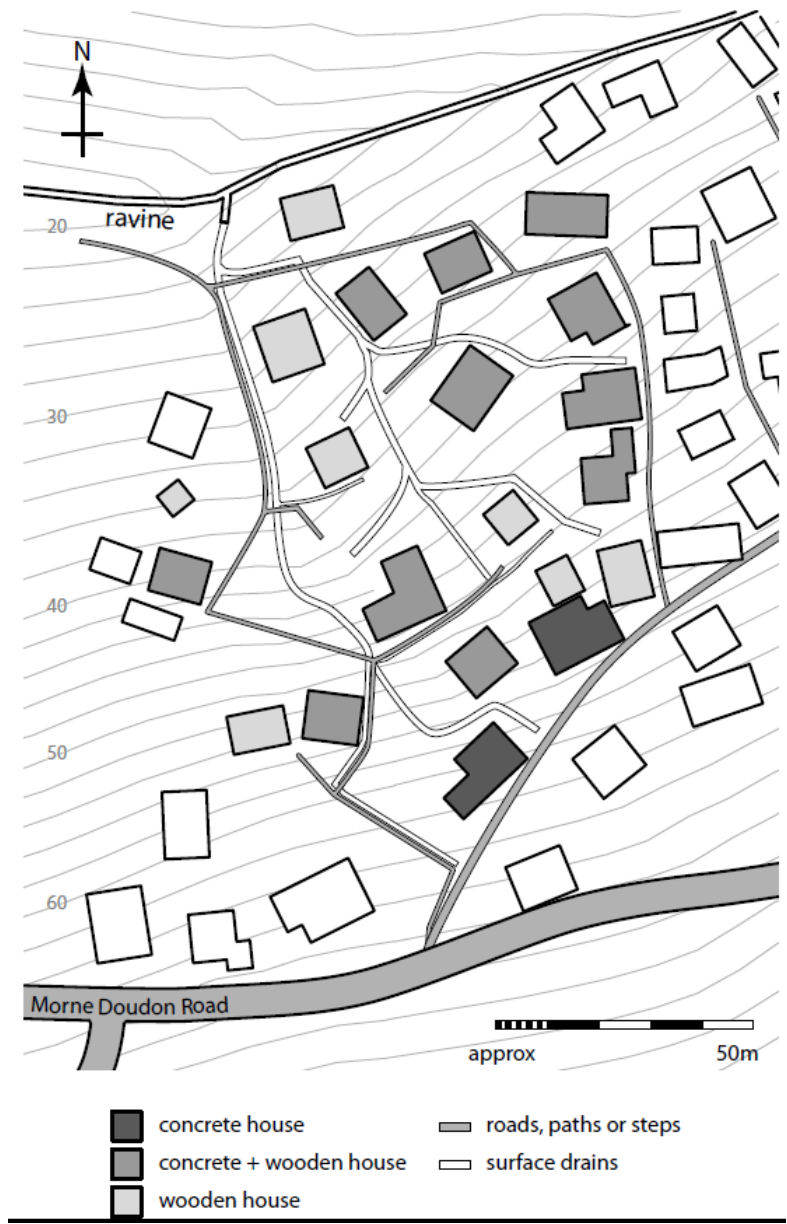 N
ravine
20
30
40
50
60
Morne Doudon Road
approx 50m
concrete house
concrete + wooden house
wooden house
roads, paths or steps
surface drains